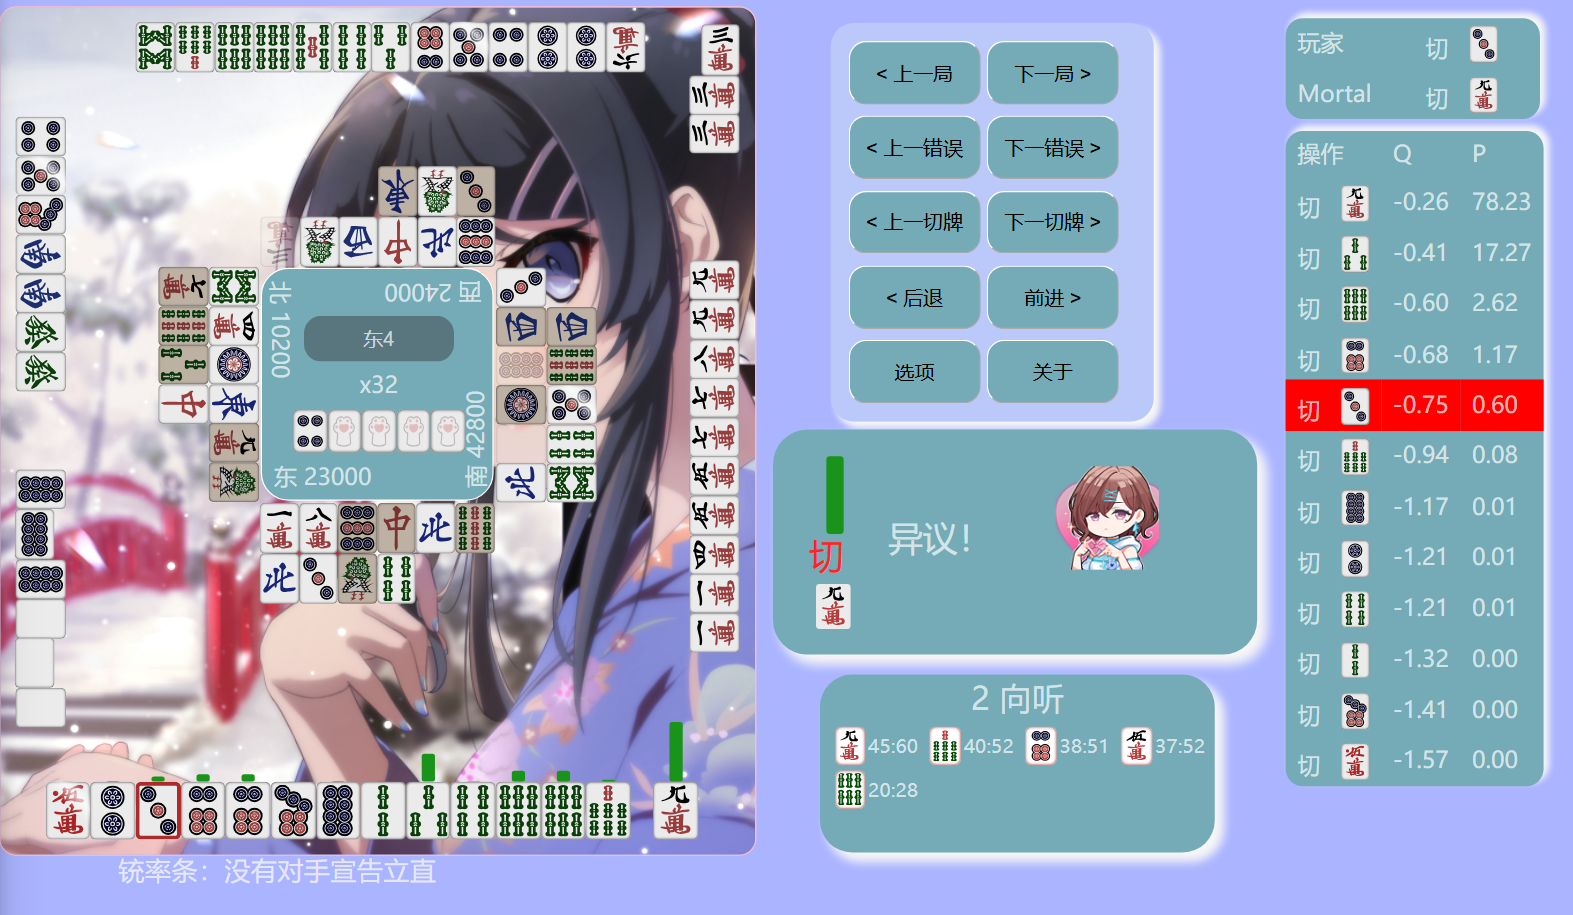 < 上一局
下一局 >
< 上一错误
下一错误 >
< 上一切牌
下一切牌 >
< 后退
前进 >
选项
关于
玩家 切
Mortal 切
操作 Q P
切 -0.26 78.23
切 -0.41 17.27
切 -0.60 2.62
切 -0.68 1.17
切 -0.75 0.60
切 -0.94 0.08
切 -1.17 0.01
切 -1.21 0.01
切 -1.21 0.01
切 -1.32 0.00
切 -1.41 0.00
切 -1.57 0.00
西 24000
北 10200
东4
x32
南 42800
东 23000
切
异议!
2 向听
45:60 40:52 38:51 37:52
20:28
铳率条：没有对手宣告立直